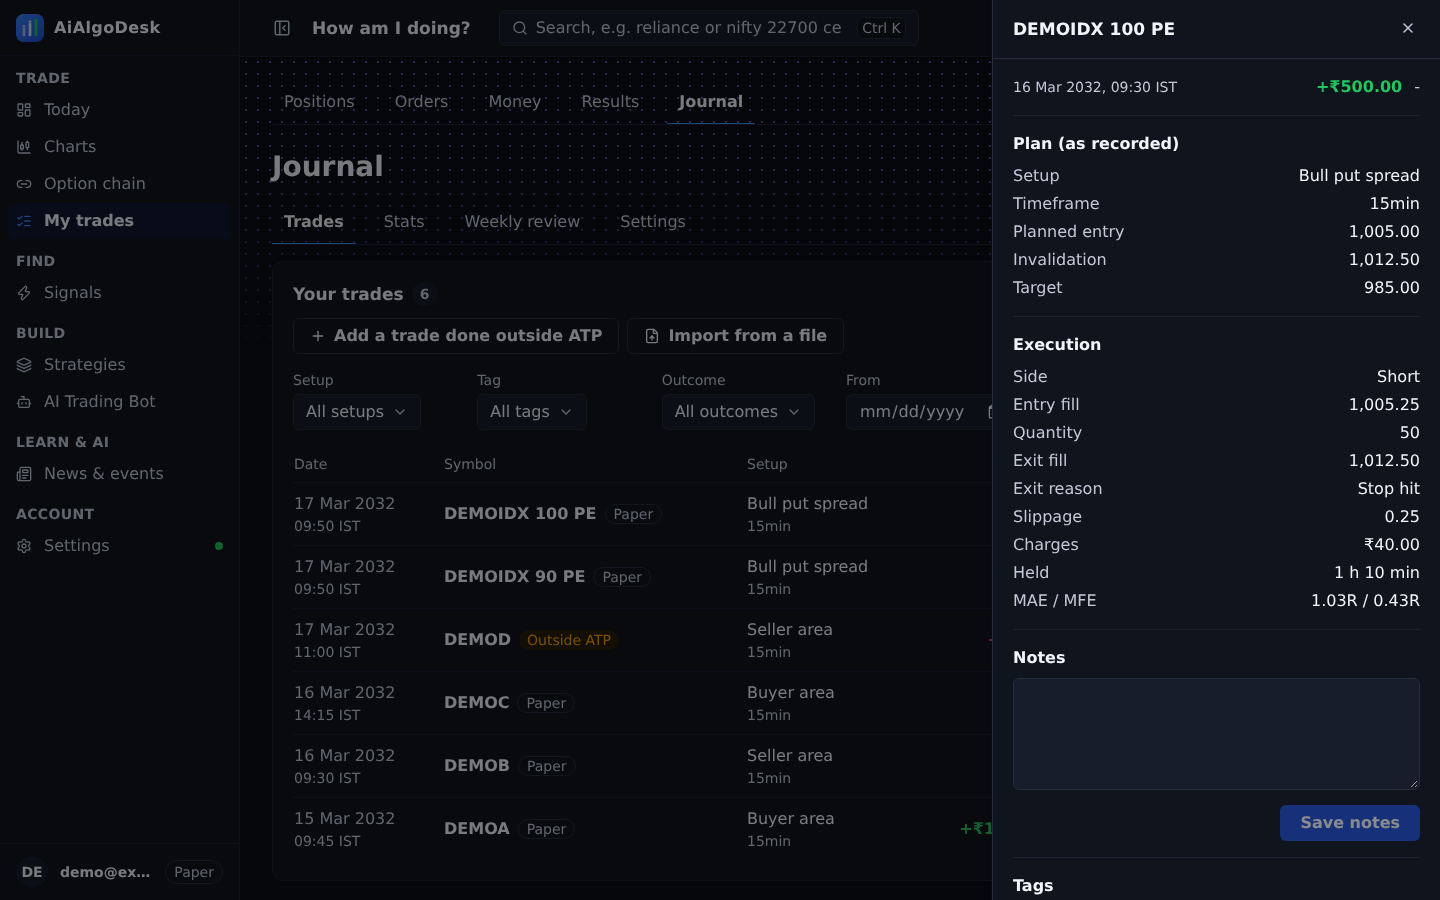 AiAlgoDesk
TRADE
Today
Charts
Option chain
My trades
FIND
Signals
BUILD
Strategies
AI Trading Bot
LEARN & AI
News & events
ACCOUNT
Settings
DE demo@ex... Paper
How am I doing?
Search, e.g. reliance or nifty 22700 ce Ctrl K
Positions Orders Money Results Journal
Journal
Trades Stats Weekly review Settings
Your trades 6
Add a trade done outside ATP Import from a file
Setup Tag Outcome From
All setups All tags All outcomes mm/dd/yyyy
Date Symbol Setup
17 Mar 2032 Bull put spread
DEMOIDX 100 PE Paper
09:50 IST 15min
17 Mar 2032 Bull put spread
DEMOIDX 90 PE Paper
09:50 IST 15min
17 Mar 2032 Seller area
DEMOD Outside ATP
11:00 IST 15min
16 Mar 2032 Buyer area
DEMOC Paper
14:15 IST 15min
16 Mar 2032 Seller area
DEMOB Paper
09:30 IST 15min
15 Mar 2032 Buyer area
DEMOA Paper +₹1
09:45 IST 15min
DEMOIDX 100 PE
16 Mar 2032, 09:30 IST +₹500.00 -
Plan (as recorded)
Setup Bull put spread
Timeframe 15min
Planned entry 1,005.00
Invalidation 1,012.50
Target 985.00
Execution
Side Short
Entry fill 1,005.25
Quantity 50
Exit fill 1,012.50
Exit reason Stop hit
Slippage 0.25
Charges ₹40.00
Held 1 h 10 min
MAE / MFE 1.03R / 0.43R
Notes
Save notes
Tags